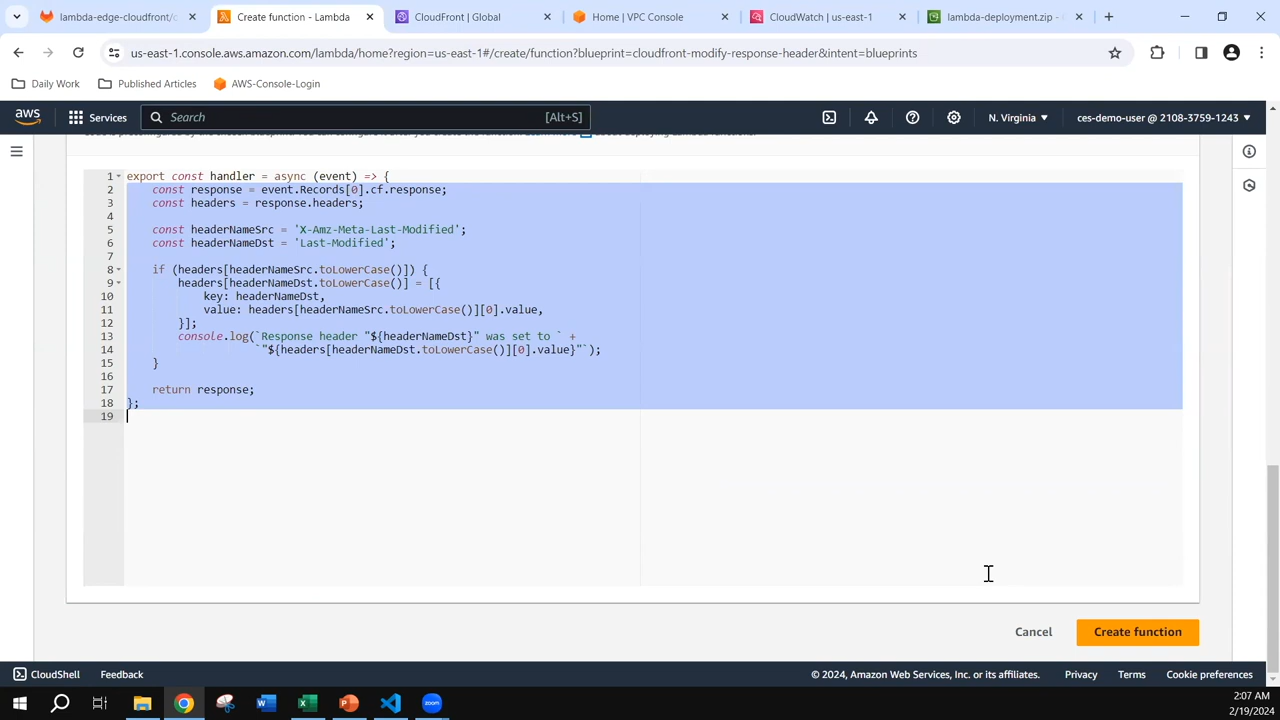 lambda-edge-cloudfront/c
Create function - Lambda
CloudFront | Global
Home | VPC Console
CloudWatch | us-east-1
lambda-deployment.zip -
us-east-1.console.aws.amazon.com/lambda/home?region=us-east-1#/create/function?blueprint=cloudfront-modify-response-header&intent=blueprints
Daily Work
Published Articles
AWS-Console-Login
aws
Services
Search
[Alt+S]
N. Virginia
ces-demo-user @ 2108-3759-1243
1 export const handler = async (event) => {
2 const response = event.Records[0].cf.response;
3 const headers = response.headers;
4
5 const headerNameSrc = 'X-Amz-Meta-Last-Modified';
6 const headerNameDst = 'Last-Modified';
7
8 if (headers[headerNameSrc.toLowerCase()]) {
9 headers[headerNameDst.toLowerCase()] = [{
10 key: headerNameDst,
11 value: headers[headerNameSrc.toLowerCase()][0].value,
12 }];
13 console.log(`Response header "${headerNameDst}" was set to ` +
14 `"${headers[headerNameDst.toLowerCase()][0].value}"`);
15 }
16
17 return response;
18 };
19
Cancel
Create function
CloudShell
Feedback
© 2024, Amazon Web Services, Inc. or its affiliates.
Privacy
Terms
Cookie preferences
zoom
2:07 AM
2/19/2024